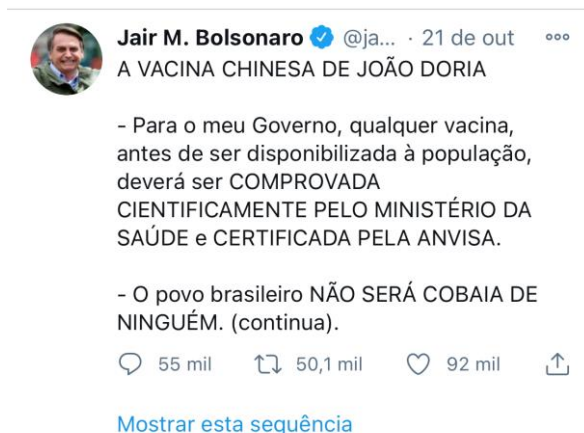 Jair M. Bolsonaro @ja... · 21 de out
A VACINA CHINESA DE JOÃO DORIA
- Para o meu Governo, qualquer vacina,
antes de ser disponibilizada à população,
deverá ser COMPROVADA
CIENTIFICAMENTE PELO MINISTÉRIO DA
SAÚDE e CERTIFICADA PELA ANVISA.
- O povo brasileiro NÃO SERÁ COBAIA DE
NINGUÉM. (continua).
55 mil 50,1 mil 92 mil
Mostrar esta sequência